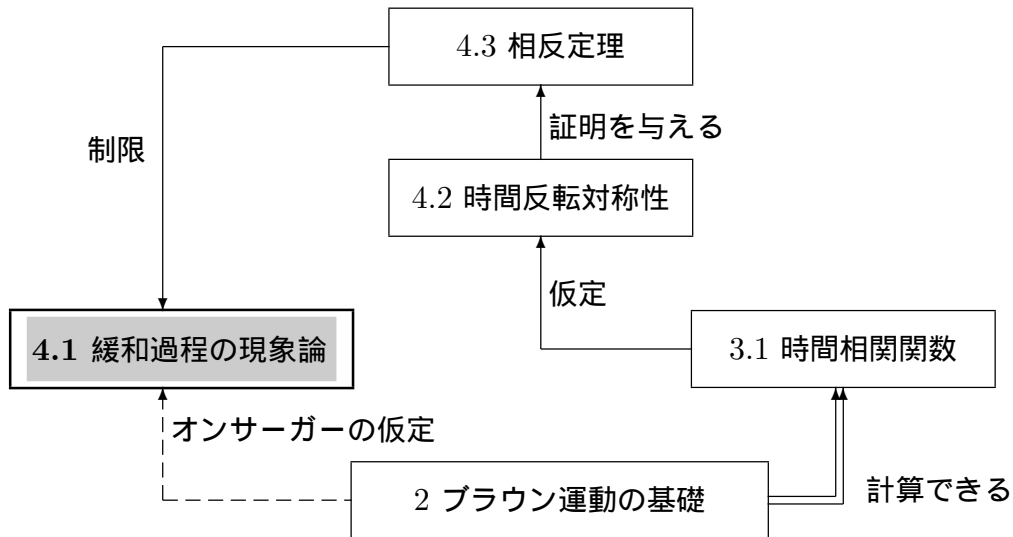 4.3 相反定理
証明を与える
制限
4.2 時間反転対称性
仮定
4.1 緩和過程の現象論
3.1 時間相関関数
オンサーガーの仮定
2 ブラウン運動の基礎
計算できる